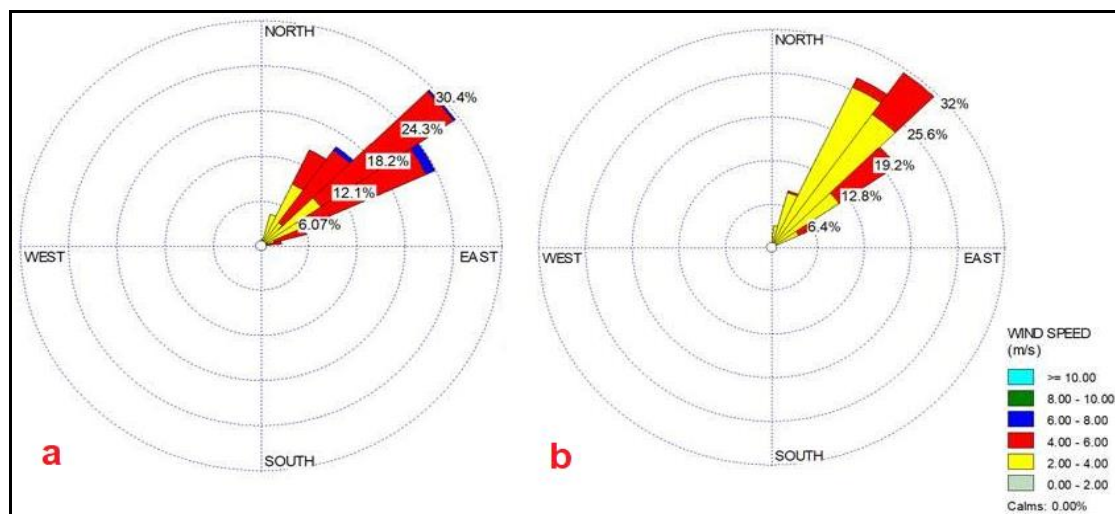 NORTH
30.4%
24.3%
18.2%
12.1%
6.07%
WEST
EAST
SOUTH
a
NORTH
32%
25.6%
19.2%
12.8%
6.4%
WEST
EAST
SOUTH
b
WIND SPEED
(m/s)
>= 10.00
8.00 - 10.00
6.00 - 8.00
4.00 - 6.00
2.00 - 4.00
0.00 - 2.00
Calms: 0.00%